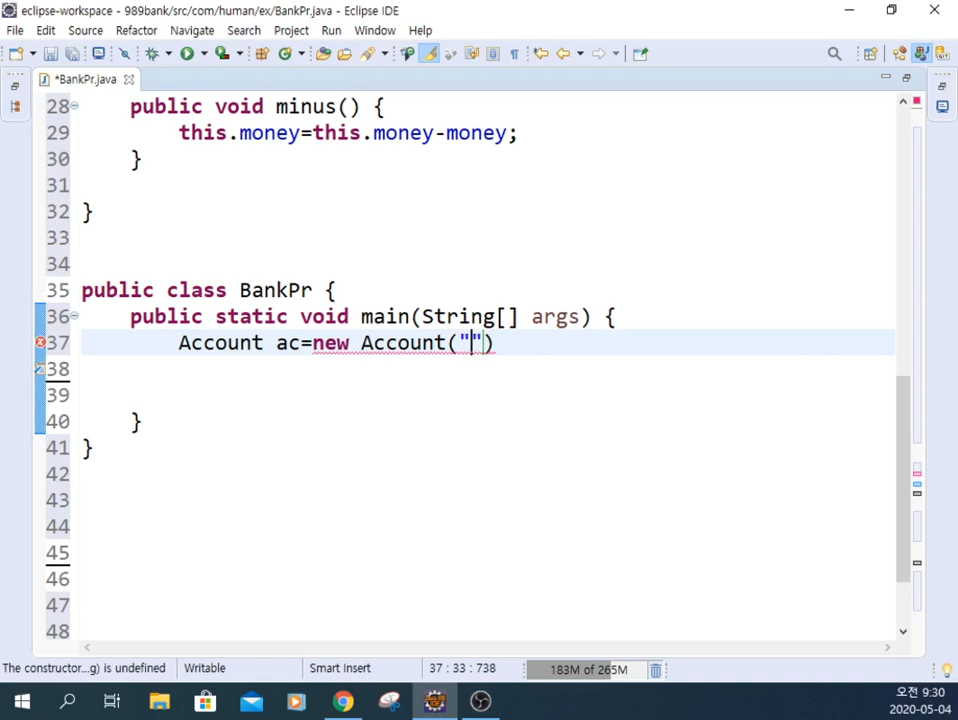 eclipse-workspace - 989bank/src/com/human/ex/BankPr.java - Eclipse IDE
File Edit Source Refactor Navigate Search Project Run Window Help
*BankPr.java
28 public void minus() {
29 this.money=this.money-money;
30 }
31
32 }
33
34
35 public class BankPr {
36 public static void main(String[] args) {
37 Account ac=new Account("")
38
39
40 }
41 }
42
43
44
45
46
47
48
The constructor...g) is undefined Writable Smart Insert 37 : 33 : 738 183M of 265M
오전 9:30
2020-05-04